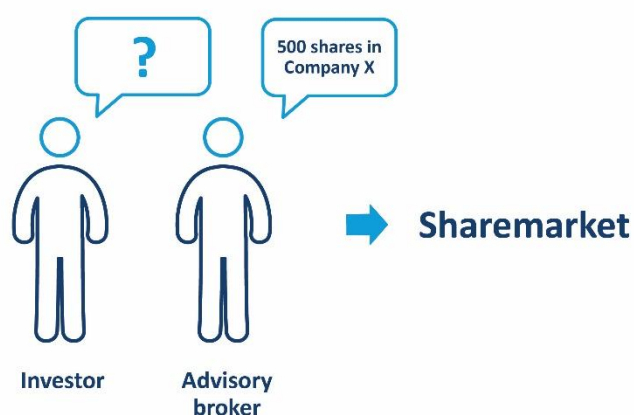 ?
500 shares in
Company X
Sharemarket
Investor
Advisory
broker